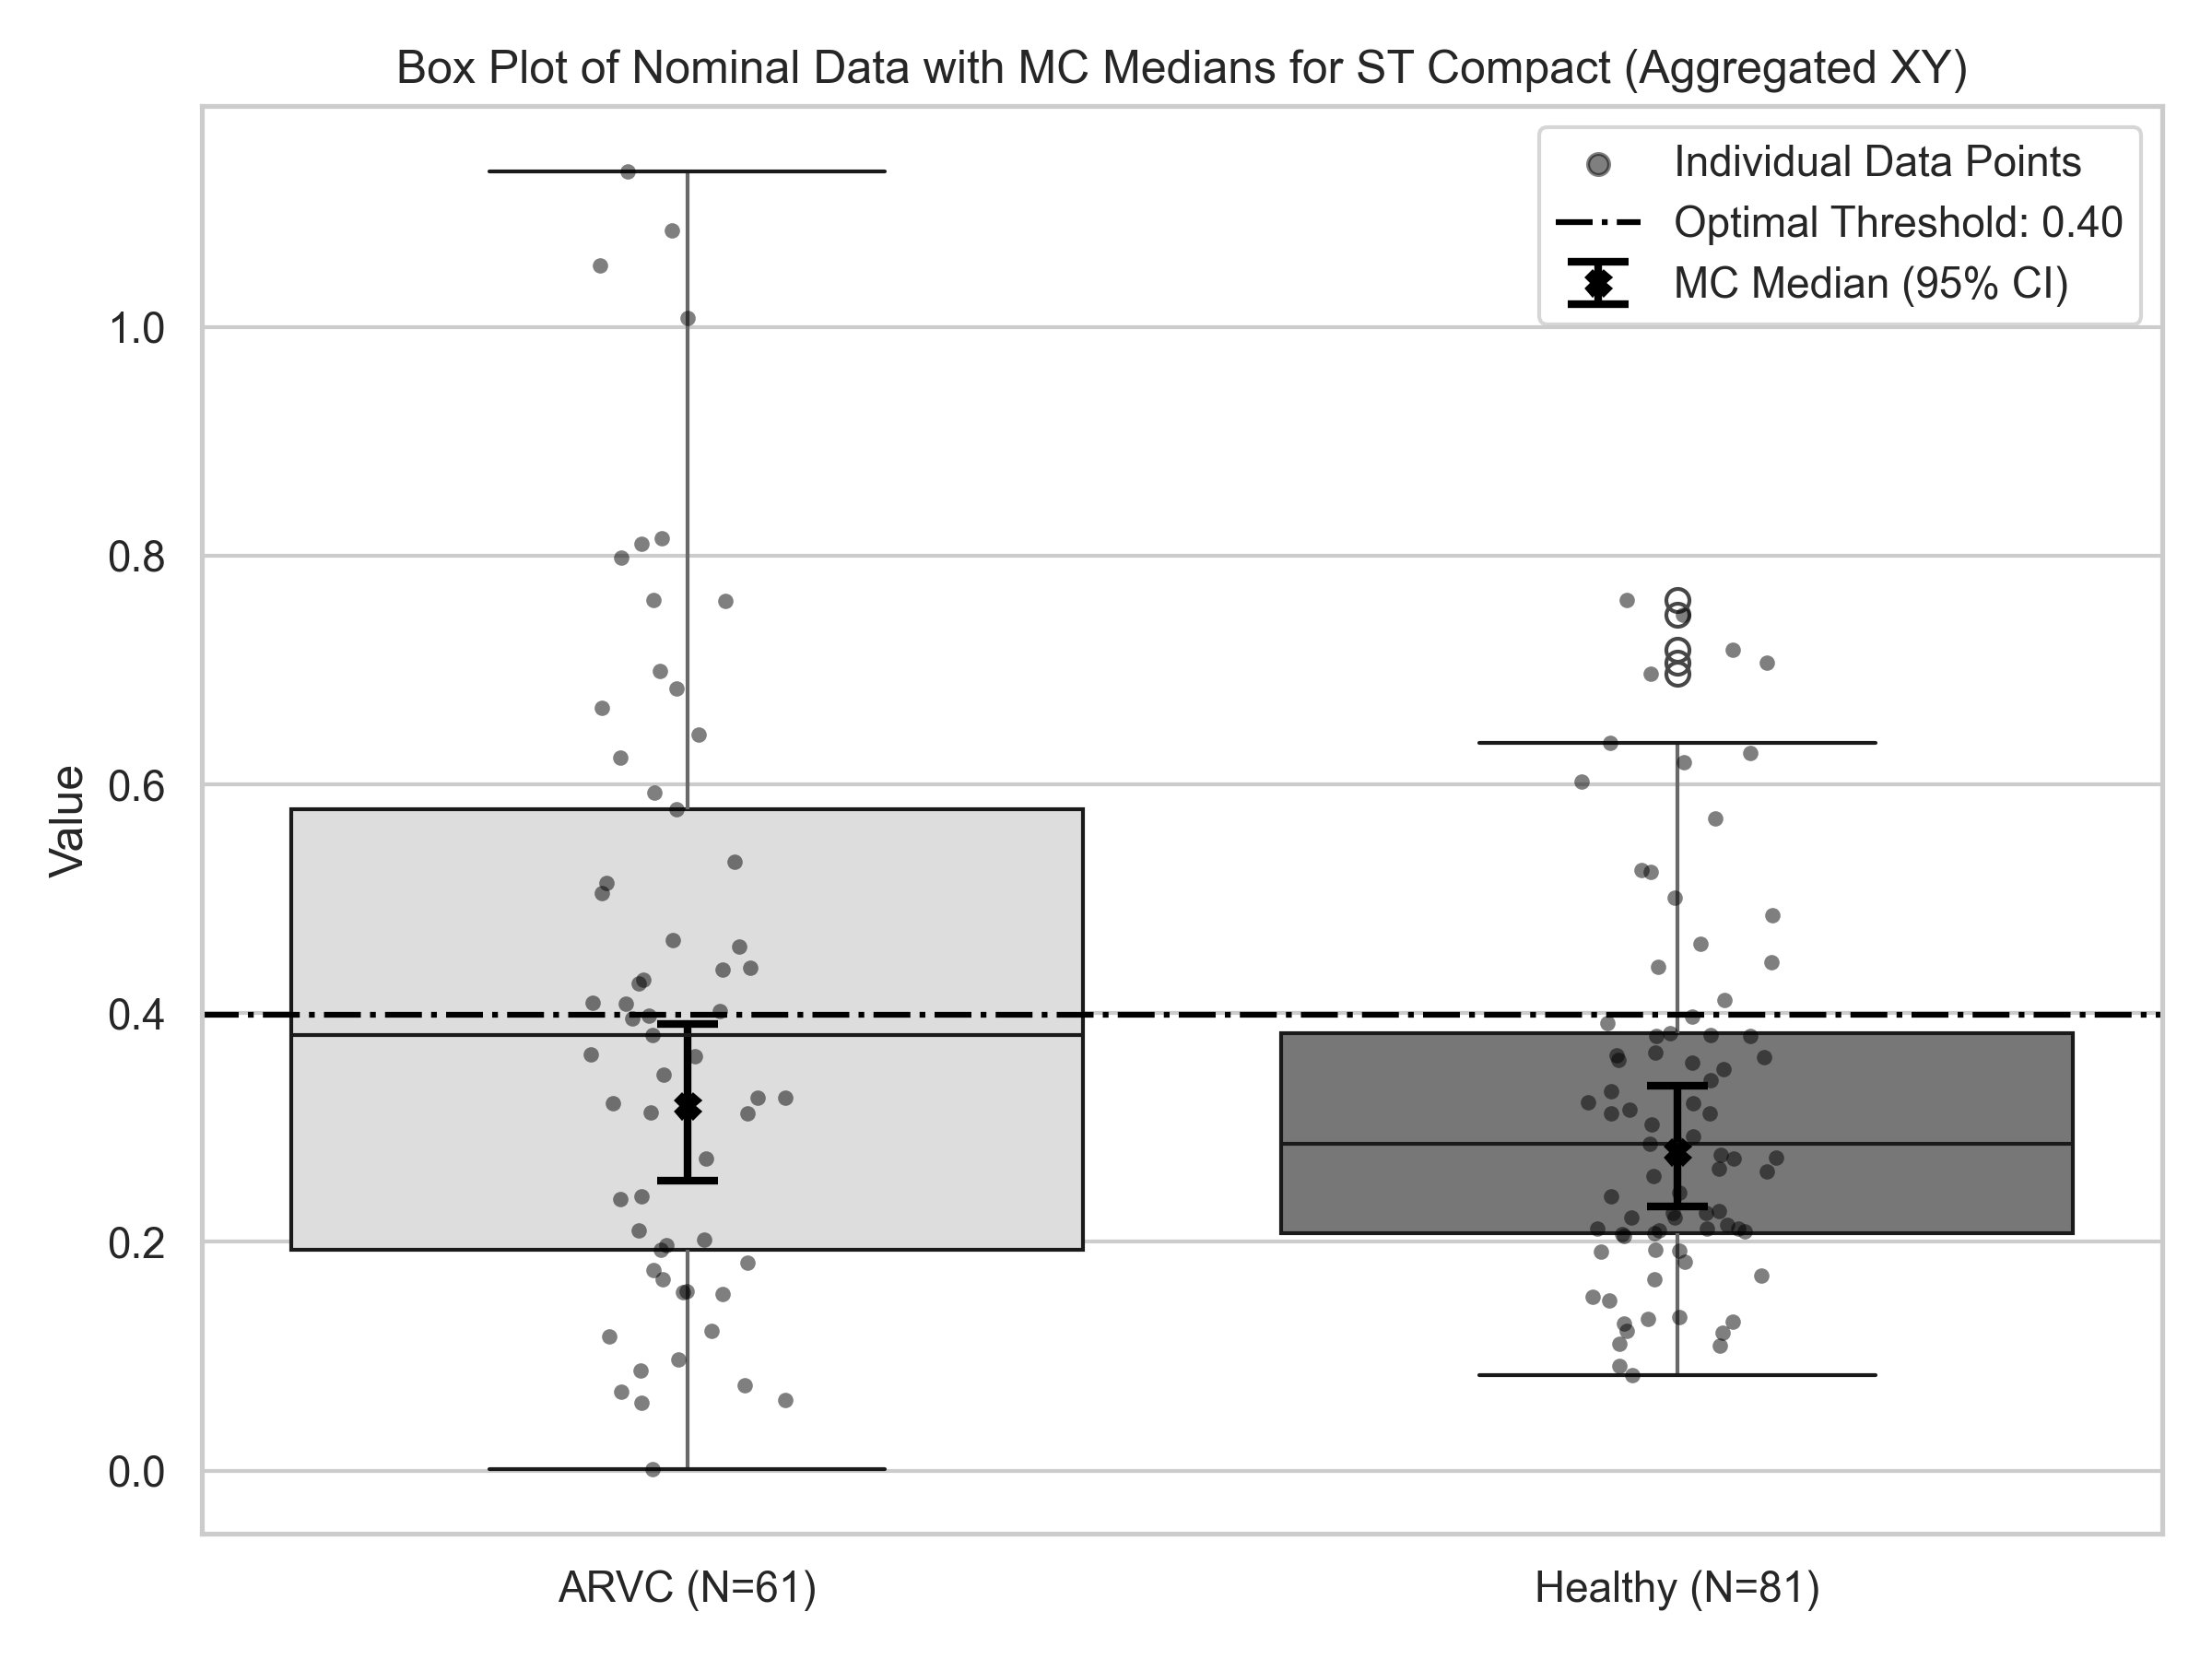 Box Plot of Nominal Data with MC Medians for ST Compact (Aggregated XY)
Individual Data Points
Optimal Threshold: 0.40
MC Median (95% CI)
1.0
0.8
0.6
0.4
0.2
0.0
Value
ARVC (N=61)
Healthy (N=81)